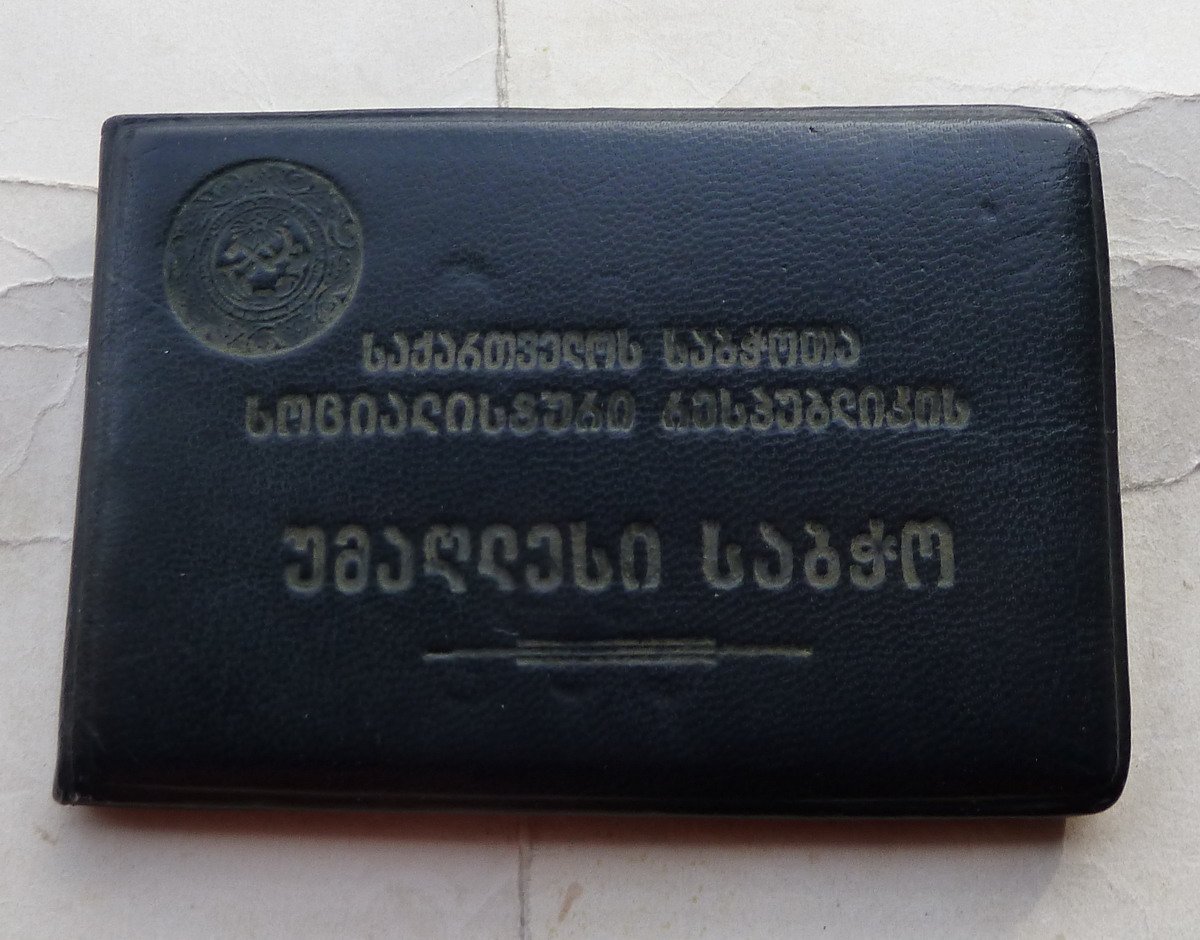 საქართველოს საბჭოთა
სოციალისტური რესპუბლიკის
უმაღლესი საბჭო